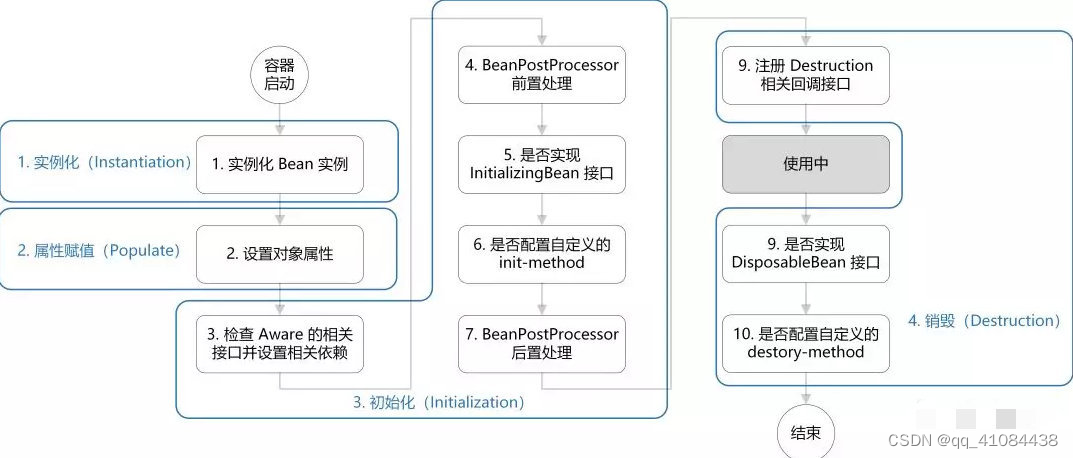 容器
启动
1. 实例化（Instantiation）
1. 实例化 Bean 实例
2. 属性赋值（Populate）
2. 设置对象属性
3. 检查 Aware 的相关
接口并设置相关依赖
3. 初始化（Initialization）
4. BeanPostProcessor
前置处理
5. 是否实现
InitializingBean 接口
6. 是否配置自定义的
init-method
7. BeanPostProcessor
后置处理
9. 注册 Destruction
相关回调接口
使用中
9. 是否实现
DisposableBean 接口
4. 销毁（Destruction）
10. 是否配置自定义的
destory-method
结束
CSDN @qq_41084438